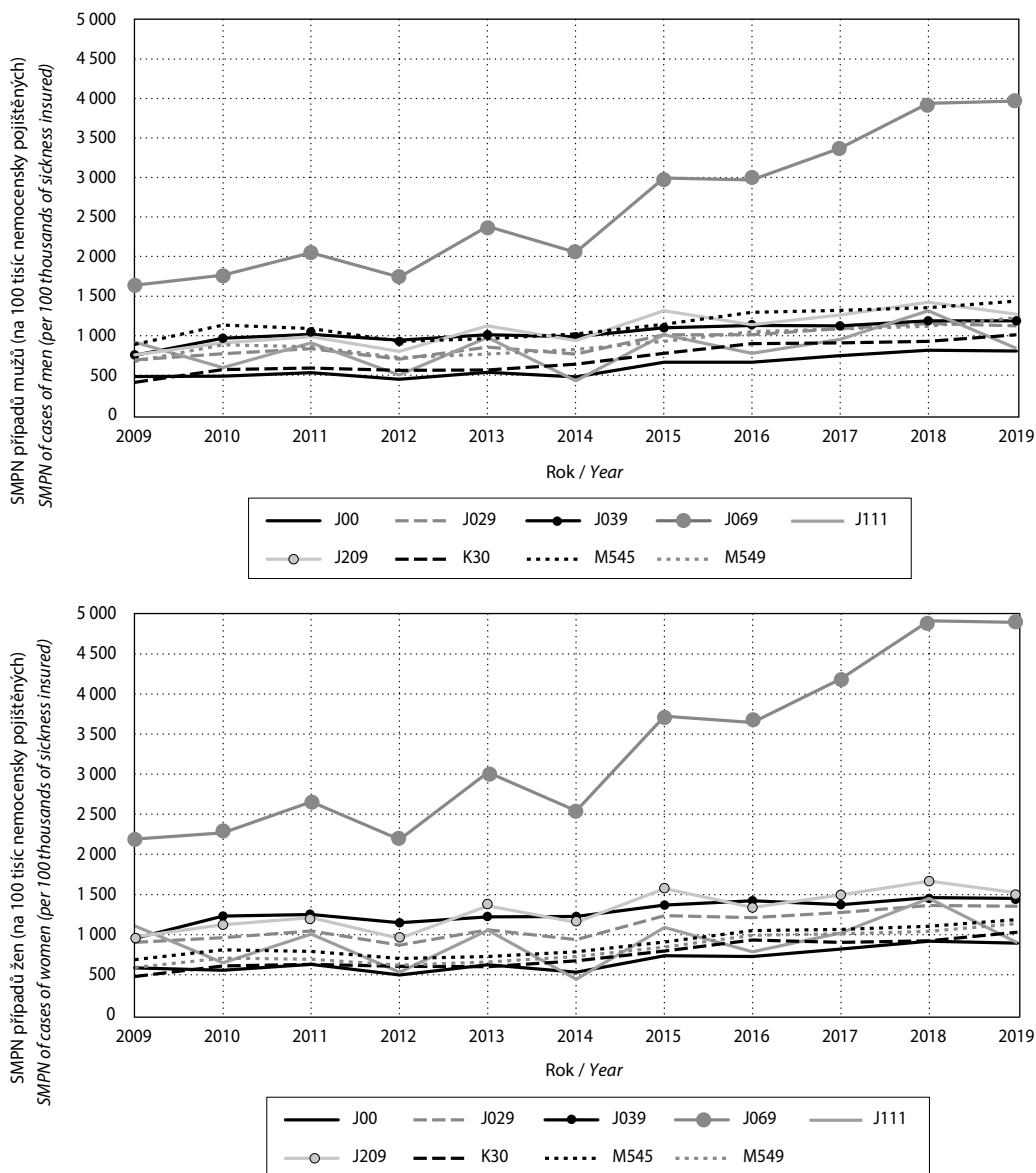 SMPN případů mužů (na 100 tisíc nemocensky pojištěných)
SMPN of cases of men (per 100 thousands of sickness insured)
5 000
4 500
4 000
3 500
3 000
2 500
2 000
1 500
1 000
500
0
2009 2010 2011 2012 2013 2014 2015 2016 2017 2018 2019
Rok / Year
J00 J029 J039 J069 J111
J209 K30 M545 M549
SMPN případů žen (na 100 tisíc nemocensky pojištěných)
SMPN of cases of women (per 100 thousands of sickness insured)
5 000
4 500
4 000
3 500
3 000
2 500
2 000
1 500
1 000
500
0
2009 2010 2011 2012 2013 2014 2015 2016 2017 2018 2019
Rok / Year
J00 J029 J039 J069 J111
J209 K30 M545 M549